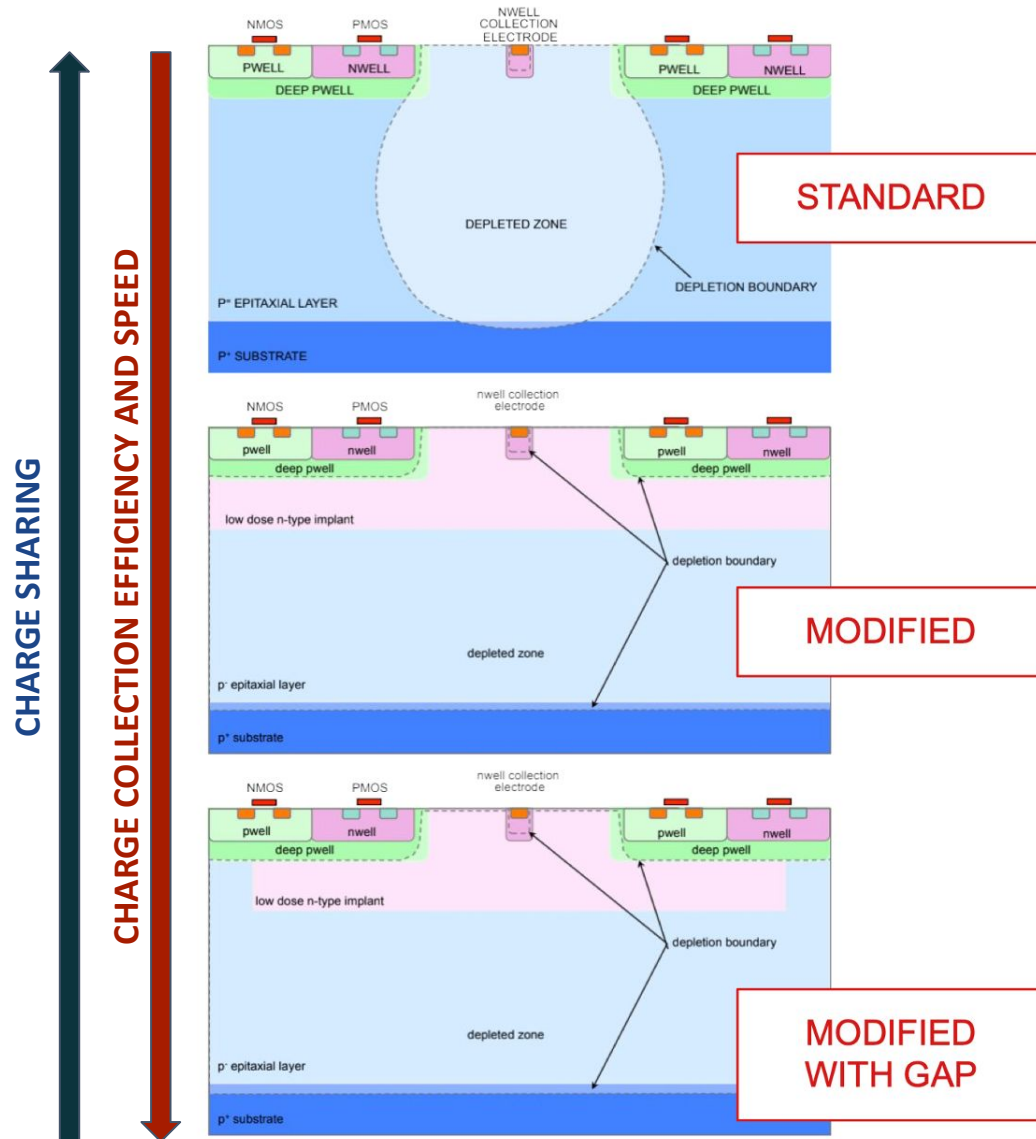 CHARGE SHARING
CHARGE COLLECTION EFFICIENCY AND SPEED
NMOS
PMOS
NWELL
COLLECTION
ELECTRODE
PWELL
NWELL
PWELL
NWELL
DEEP PWELL
DEEP PWELL
STANDARD
DEPLETED ZONE
DEPLETION BOUNDARY
P⁼ EPITAXIAL LAYER
P⁺ SUBSTRATE
NMOS
PMOS
nwell collection
electrode
pwell
nwell
pwell
nwell
deep pwell
deep pwell
low dose n-type implant
depletion boundary
MODIFIED
depleted zone
p⁻ epitaxial layer
p⁺ substrate
NMOS
PMOS
nwell collection
electrode
pwell
nwell
pwell
nwell
deep pwell
deep pwell
low dose n-type implant
depletion boundary
depleted zone
MODIFIED
WITH GAP
p⁻ epitaxial layer
p⁺ substrate